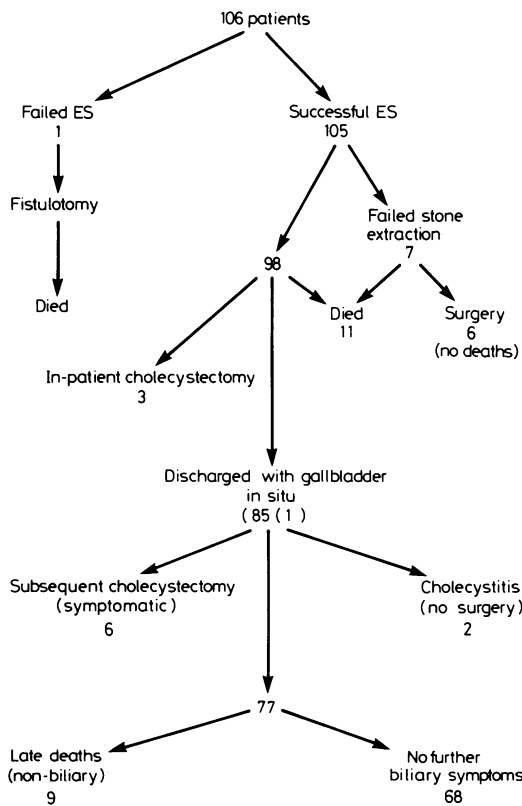 106 patients
Failed ES
1
Successful ES
105
Fistulotomy
Failed stone
extraction
7
98
Died
Died
11
Surgery
6
(no deaths)
In-patient cholecystectomy
3
Discharged with gallbladder
in situ
(85(1)
Subsequent cholecystectomy
(symptomatic)
6
Cholecystitis
(no surgery)
2
77
Late deaths
(non-biliary)
9
No further
biliary symptoms
68